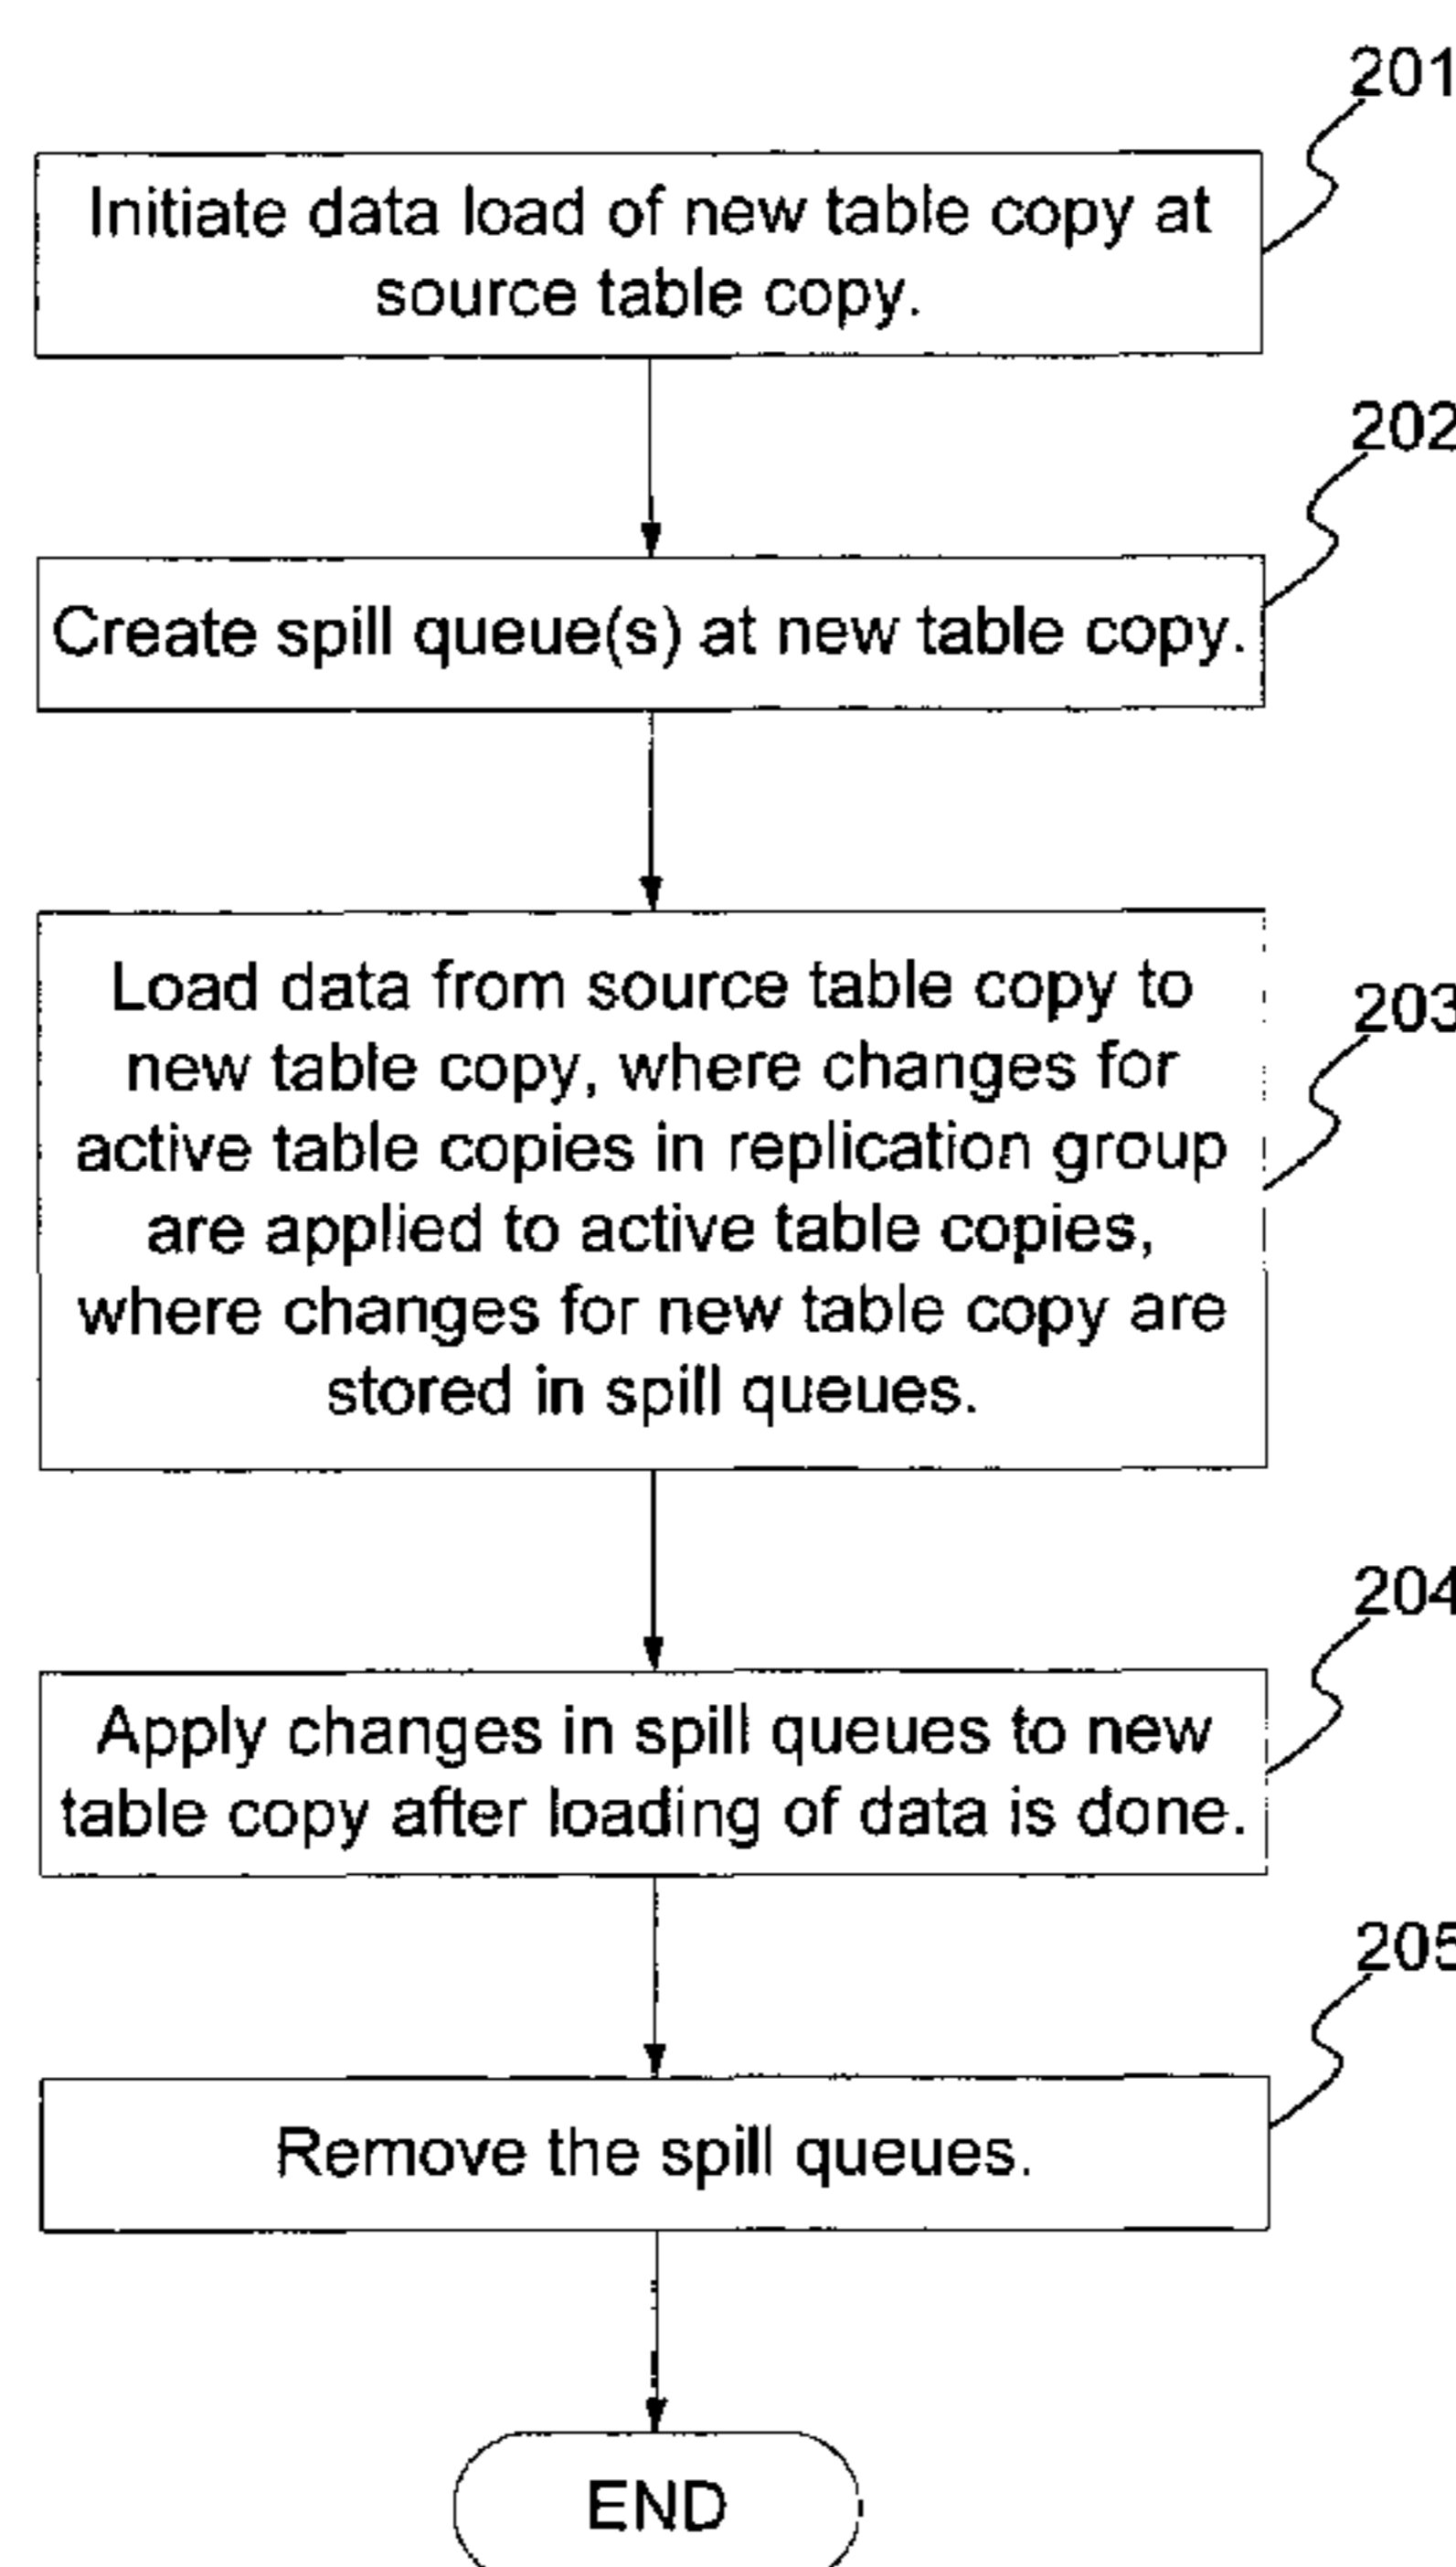 201
Initiate data load of new table copy at
source table copy.
202
Create spill queue(s) at new table copy.
203
Load data from source table copy to
new table copy, where changes for
active table copies in replication group
are applied to active table copies,
where changes for new table copy are
stored in spill queues.
204
Apply changes in spill queues to new
table copy after loading of data is done.
205
Remove the spill queues.
END